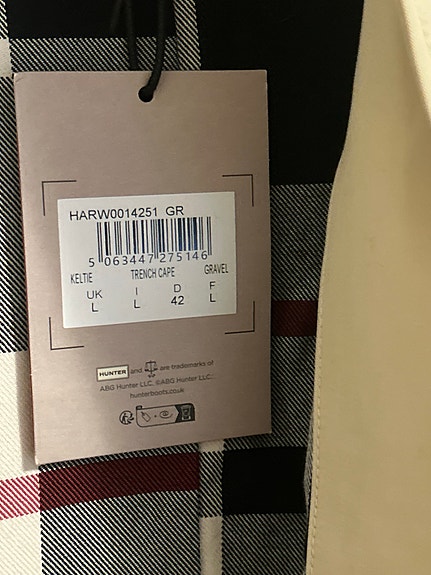 HARW0014251 GR
5 063447 275146
KELTIE TRENCH CAPE GRAVEL
UK I D F
L L 42 L
HUNTER and are trademarks of
ABG Hunter LLC. ©ABG Hunter LLC.
hunterboots.co.uk